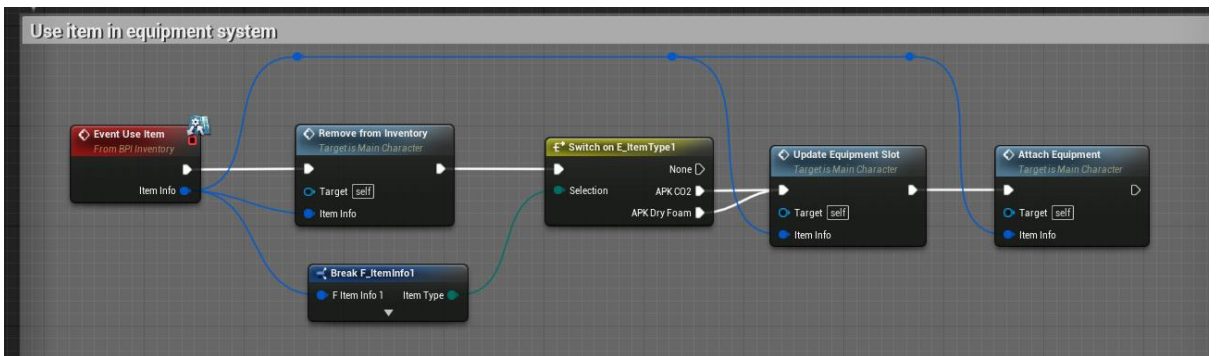 Use item in equipment system
Event Use Item
From BPI Inventory
Item Info
Remove from Inventory
Target is Main Character
Target self
Item Info
Break F_ItemInfo1
F Item Info 1 Item Type
Switch on E_ItemType1
None
Selection APK CO2
APK Dry Foam
Update Equipment Slot
Target is Main Character
Target self
Item Info
Attach Equipment
Target is Main Character
Target self
Item Info